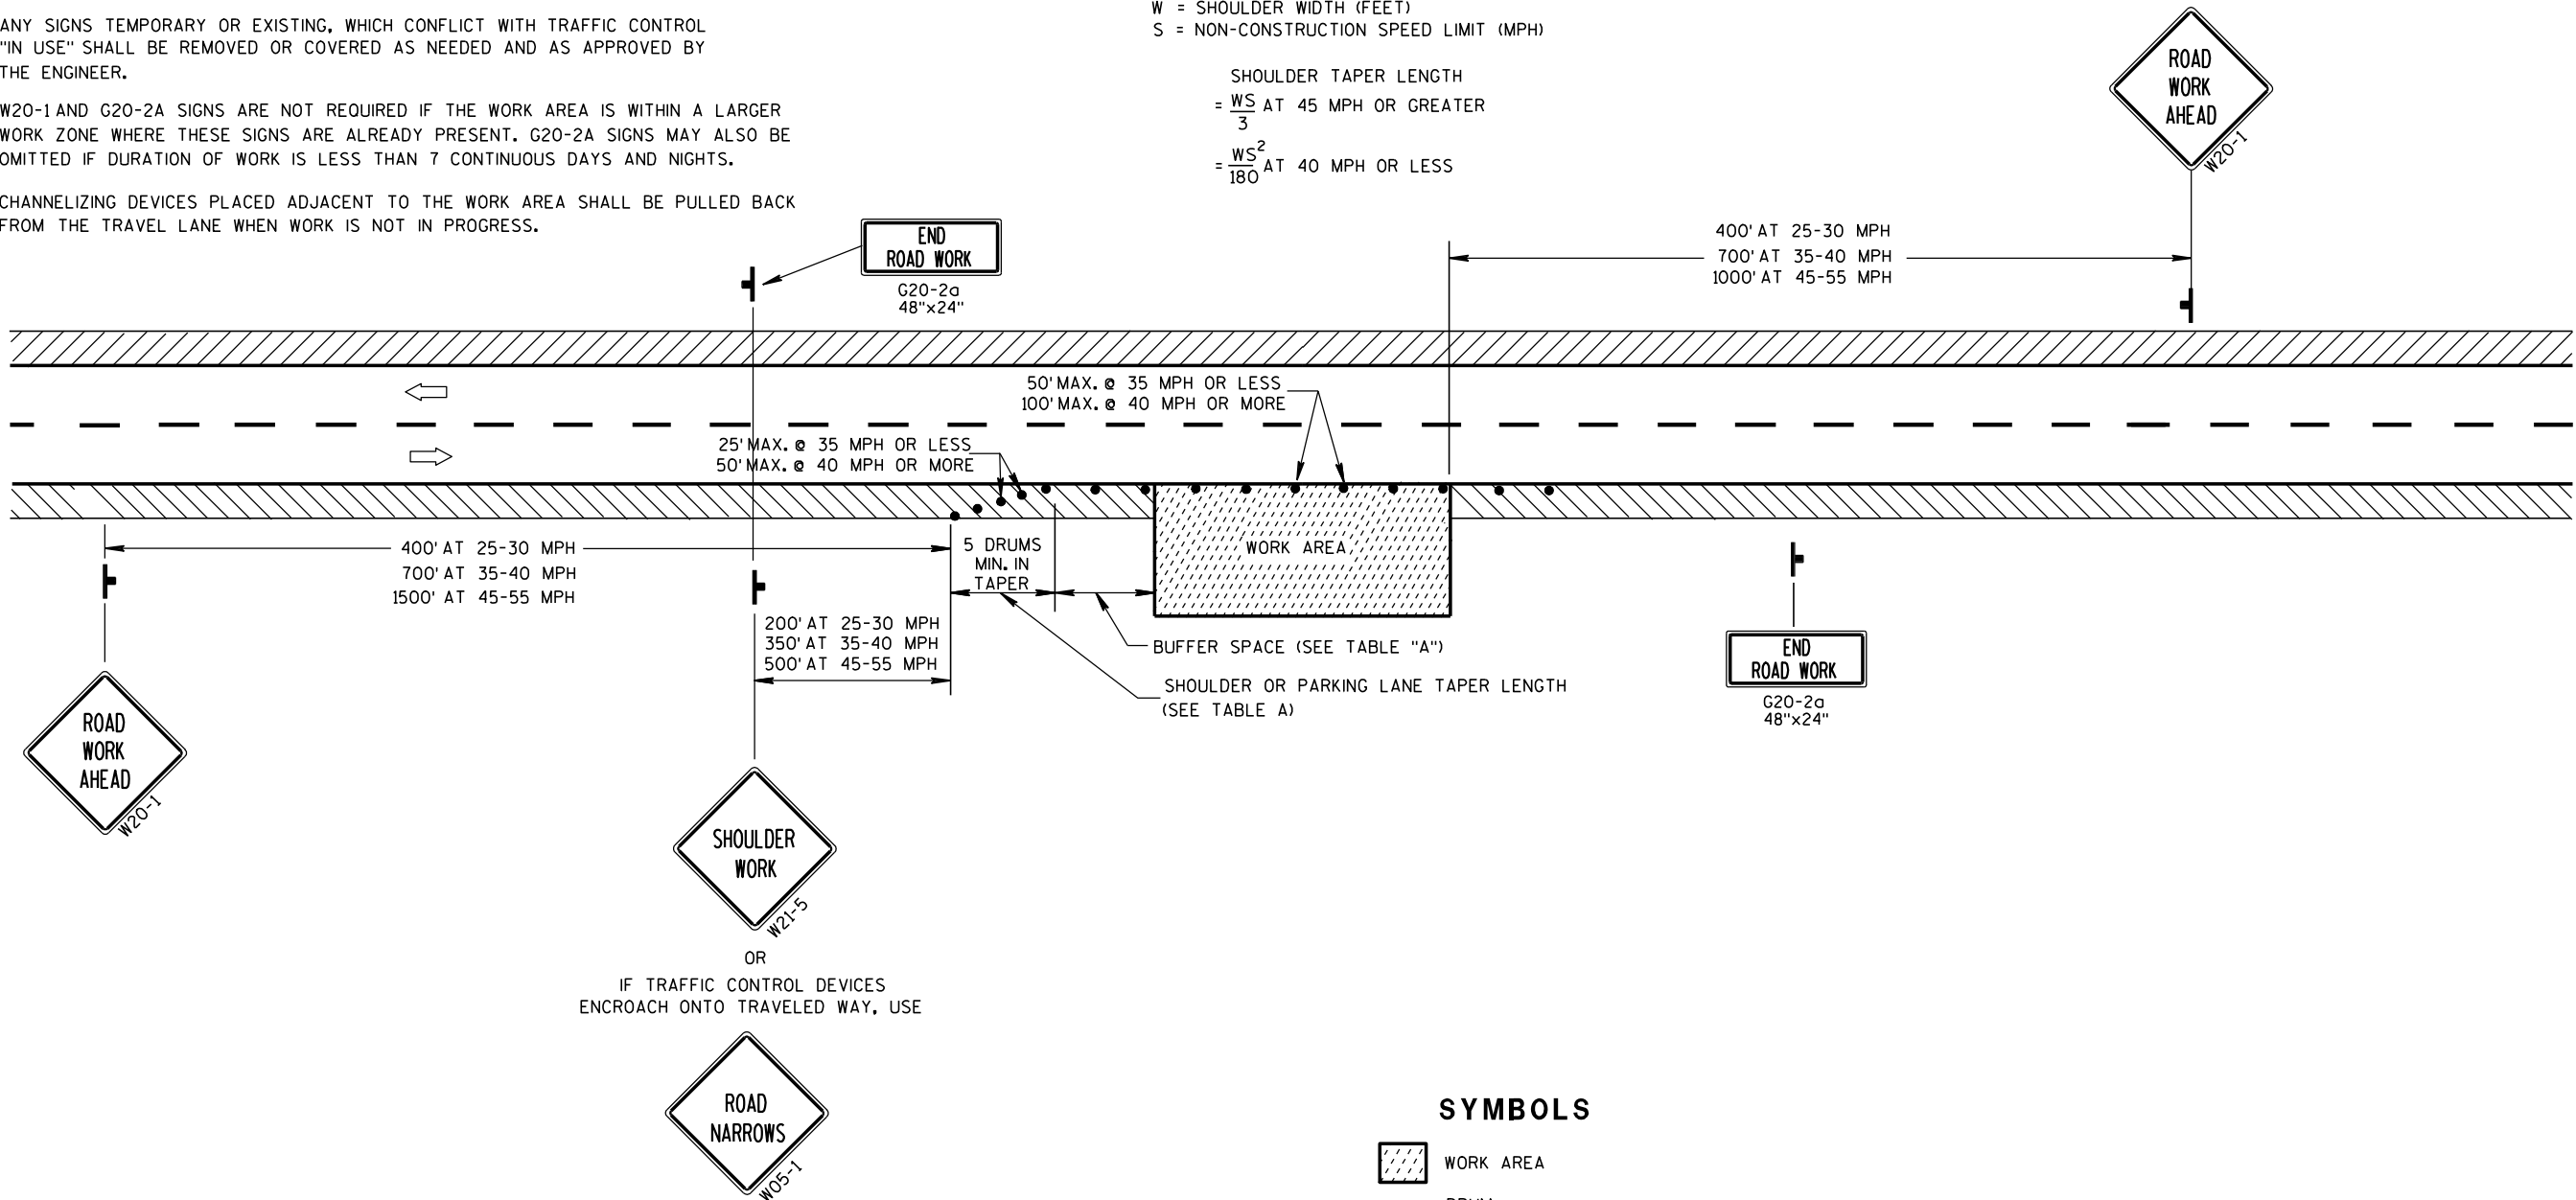 ANY SIGNS TEMPORARY OR EXISTING, WHICH CONFLICT WITH TRAFFIC CONTROL
"IN USE" SHALL BE REMOVED OR COVERED AS NEEDED AND AS APPROVED BY
THE ENGINEER.
W20-1 AND G20-2A SIGNS ARE NOT REQUIRED IF THE WORK AREA IS WITHIN A LARGER
WORK ZONE WHERE THESE SIGNS ARE ALREADY PRESENT. G20-2A SIGNS MAY ALSO BE
OMITTED IF DURATION OF WORK IS LESS THAN 7 CONTINUOUS DAYS AND NIGHTS.
CHANNELIZING DEVICES PLACED ADJACENT TO THE WORK AREA SHALL BE PULLED BACK
FROM THE TRAVEL LANE WHEN WORK IS NOT IN PROGRESS.
W = SHOULDER WIDTH (FEET)
S = NON-CONSTRUCTION SPEED LIMIT (MPH)
SHOULDER TAPER LENGTH
= WS/3 AT 45 MPH OR GREATER
= WS²/180 AT 40 MPH OR LESS
ROAD
WORK
AHEAD
W20-1
END
ROAD WORK
G20-2a
48"x24"
400' AT 25-30 MPH
700' AT 35-40 MPH
1000' AT 45-55 MPH
50' MAX. @ 35 MPH OR LESS
100' MAX. @ 40 MPH OR MORE
25' MAX. @ 35 MPH OR LESS
50' MAX. @ 40 MPH OR MORE
400' AT 25-30 MPH
700' AT 35-40 MPH
1500' AT 45-55 MPH
5 DRUMS
MIN. IN
TAPER
WORK AREA
200' AT 25-30 MPH
350' AT 35-40 MPH
500' AT 45-55 MPH
BUFFER SPACE (SEE TABLE "A")
SHOULDER OR PARKING LANE TAPER LENGTH
(SEE TABLE A)
END
ROAD WORK
G20-2a
48"x24"
ROAD
WORK
AHEAD
W20-1
SHOULDER
WORK
W21-5
OR
IF TRAFFIC CONTROL DEVICES
ENCROACH ONTO TRAVELED WAY, USE
ROAD
NARROWS
W05-1
SYMBOLS
WORK AREA